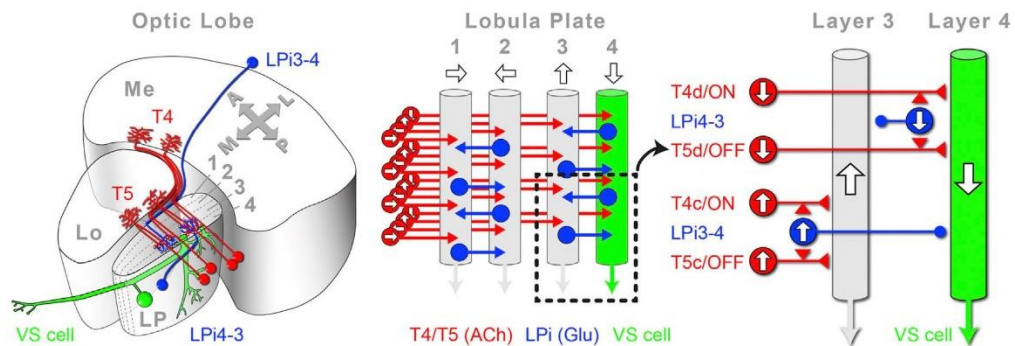 Optic Lobe
LPi3-4
Me
A
L
M
P
T4
1
2
3
4
T5
Lo
LP
VS cell
LPi4-3
Lobula Plate
1 2 3 4
T4/T5 (ACh) LPi (Glu) VS cell
Layer 3 Layer 4
T4d/ON
LPi4-3
T5d/OFF
T4c/ON
LPi3-4
T5c/OFF
VS cell